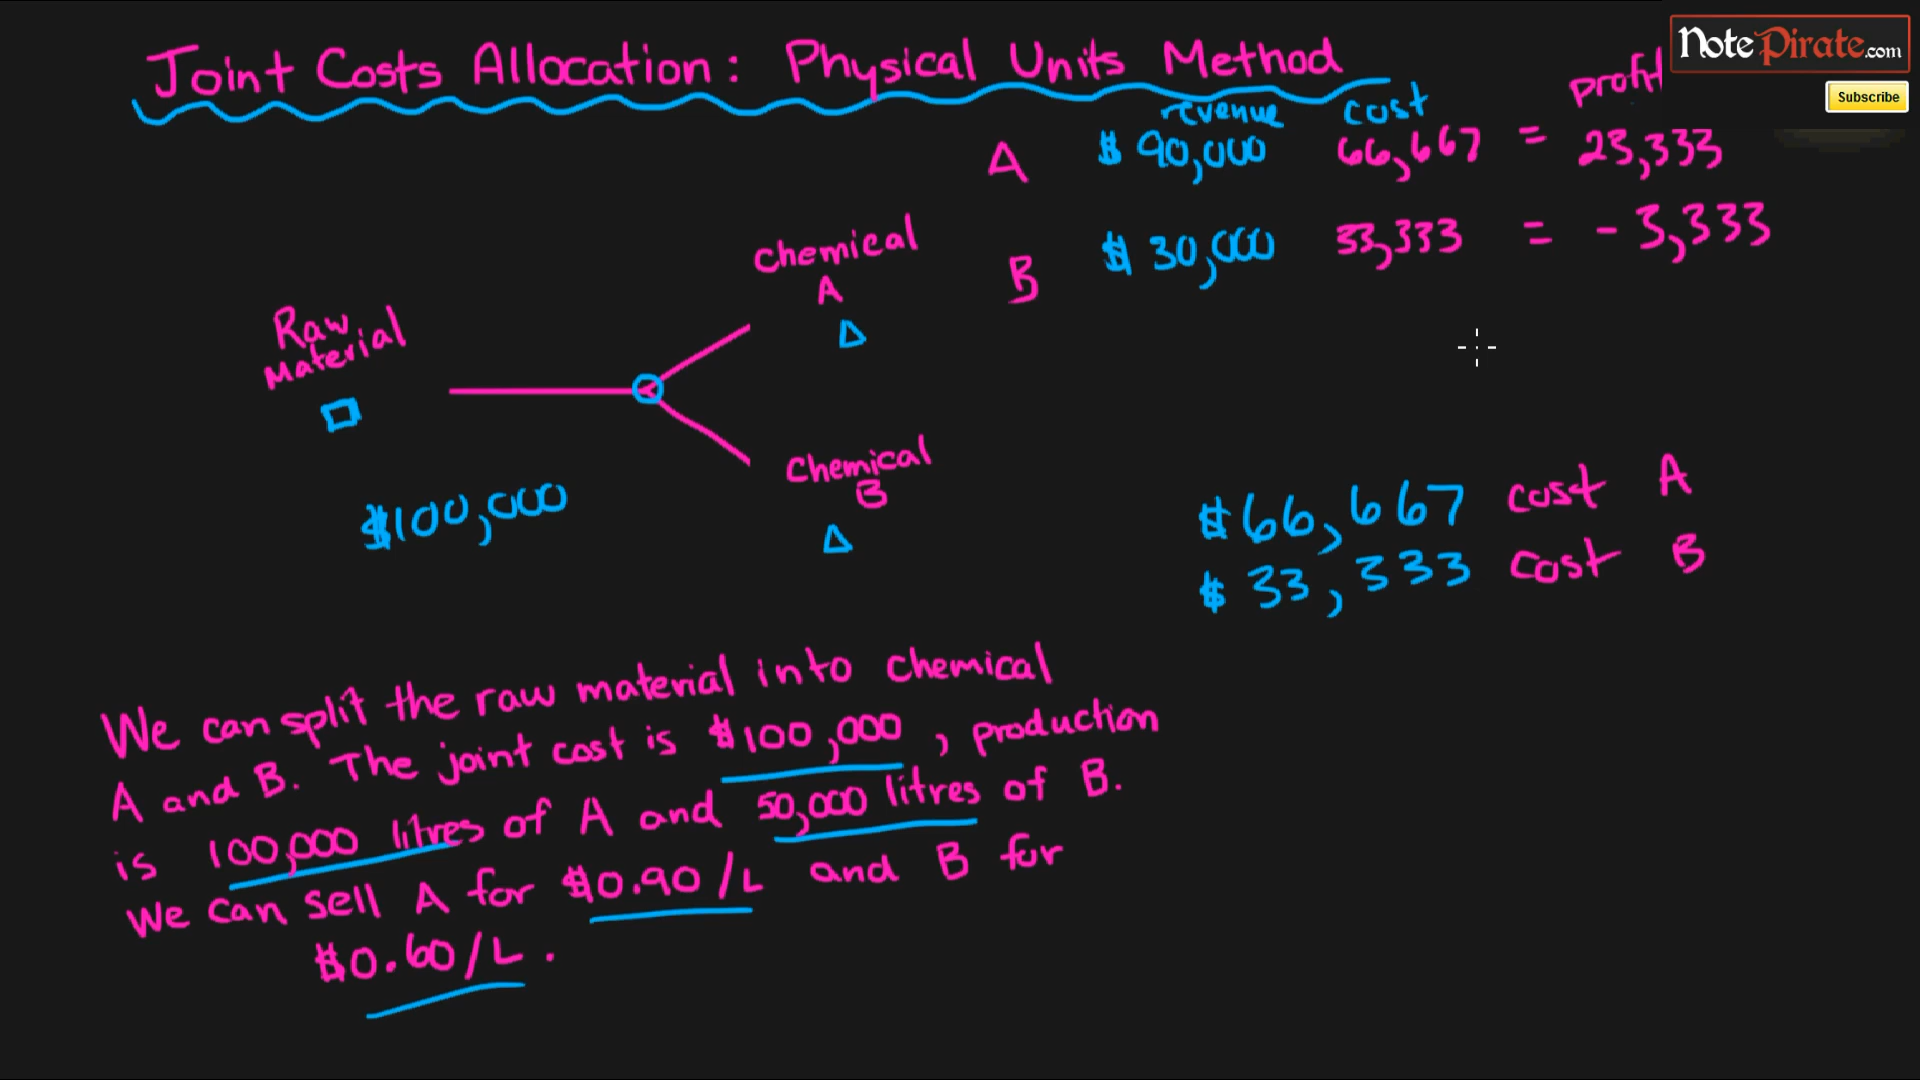 Joint Costs Allocation: Physical Units Method
NotePirate.com
Subscribe
revenue cost profit
A $ 90,000 66,667 = 23,333
B $ 30,000 33,333 = - 3,333
Chemical
A
Raw
Material
$100,000
Chemical
B
$66,667 cost A
$33,333 cost B
We can split the raw material into chemical
A and B. The joint cost is $100,000, production
is 100,000 litres of A and 50,000 litres of B.
We can sell A for $0.90/L and B for
$0.60/L.